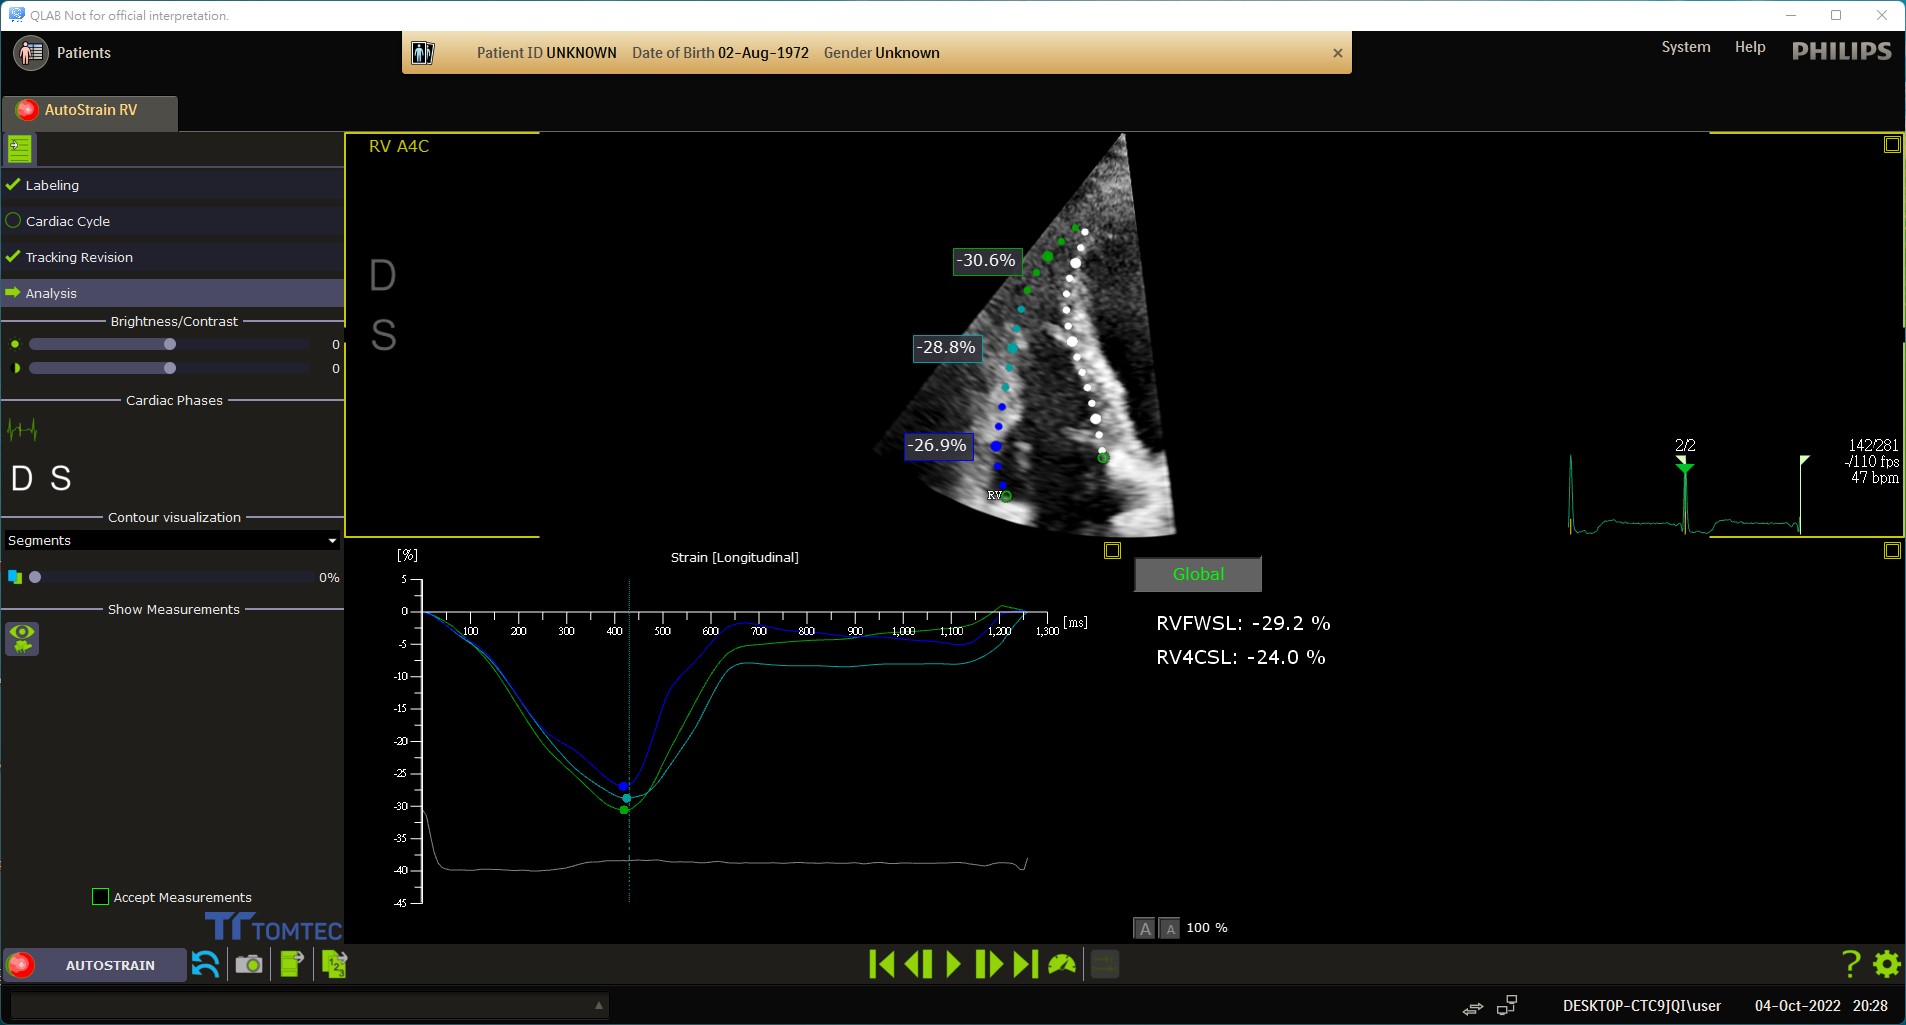 QLAB Not for official interpretation.
Patients
Patient ID UNKNOWN Date of Birth 02-Aug-1972 Gender Unknown
System Help PHILIPS
AutoStrain RV
RV A4C
Labeling
Cardiac Cycle
Tracking Revision
Analysis
Brightness/Contrast
0
0
Cardiac Phases
D S
Contour visualization
Segments
0%
Show Measurements
Accept Measurements
TOMTEC
D
S
-30.6%
-28.8%
-26.9%
RV
2/2
142/281
-/110 fps
47 bpm
[%]
Strain [Longitudinal]
5
0
-5
-10
-15
-20
-25
-30
-35
-40
-45
100 200 300 400 500 600 700 800 900 1,000 1,100 1,200 1,300 [ms]
Global
RVFWSL: -29.2 %
RV4CSL: -24.0 %
A A 100 %
AUTOSTRAIN
1 2 3
?
DESKTOP-CTC9JQI\user 04-Oct-2022 20:28